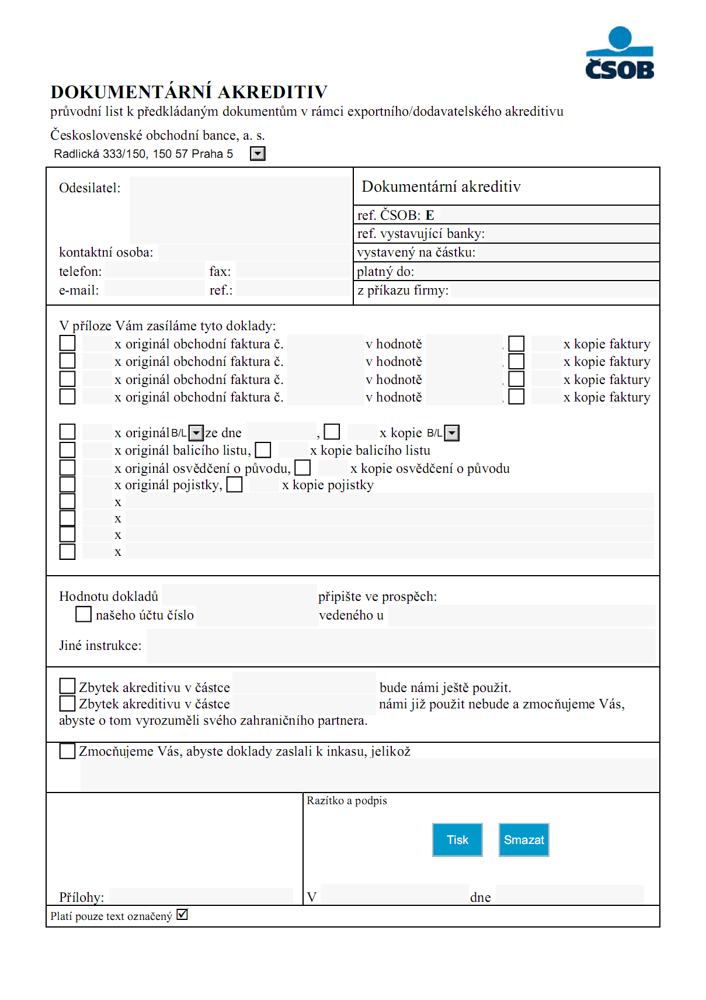 ČSOB
DOKUMENTÁRNÍ AKREDITIV
průvodní list k předkládaným dokumentům v rámci exportního/dodavatelského akreditivu
Československé obchodní bance, a. s.
Radlická 333/150, 150 57 Praha 5
Odesilatel:
kontaktní osoba:
telefon: fax:
e-mail: ref.:
Dokumentární akreditiv
ref. ČSOB: E
ref. vystavující banky:
vystavený na částku:
platný do:
z příkazu firmy:
V příloze Vám zasíláme tyto doklady:
x originál obchodní faktura č. v hodnotě , x kopie faktury
x originál obchodní faktura č. v hodnotě , x kopie faktury
x originál obchodní faktura č. v hodnotě , x kopie faktury
x originál obchodní faktura č. v hodnotě , x kopie faktury
x originál B/L ze dne , x kopie B/L
x originál balicího listu, x kopie balicího listu
x originál osvědčení o původu, x kopie osvědčení o původu
x originál pojistky, x kopie pojistky
x
x
x
x
Hodnotu dokladů připište ve prospěch:
našeho účtu číslo vedeného u
Jiné instrukce:
Zbytek akreditivu v částce bude námi ještě použit.
Zbytek akreditivu v částce námi již použit nebude a zmocňujeme Vás,
abyste o tom vyrozuměli svého zahraničního partnera.
Zmocňujeme Vás, abyste doklady zaslali k inkasu, jelikož
Razítko a podpis
Tisk Smazat
Přílohy:
V dne
Platí pouze text označený